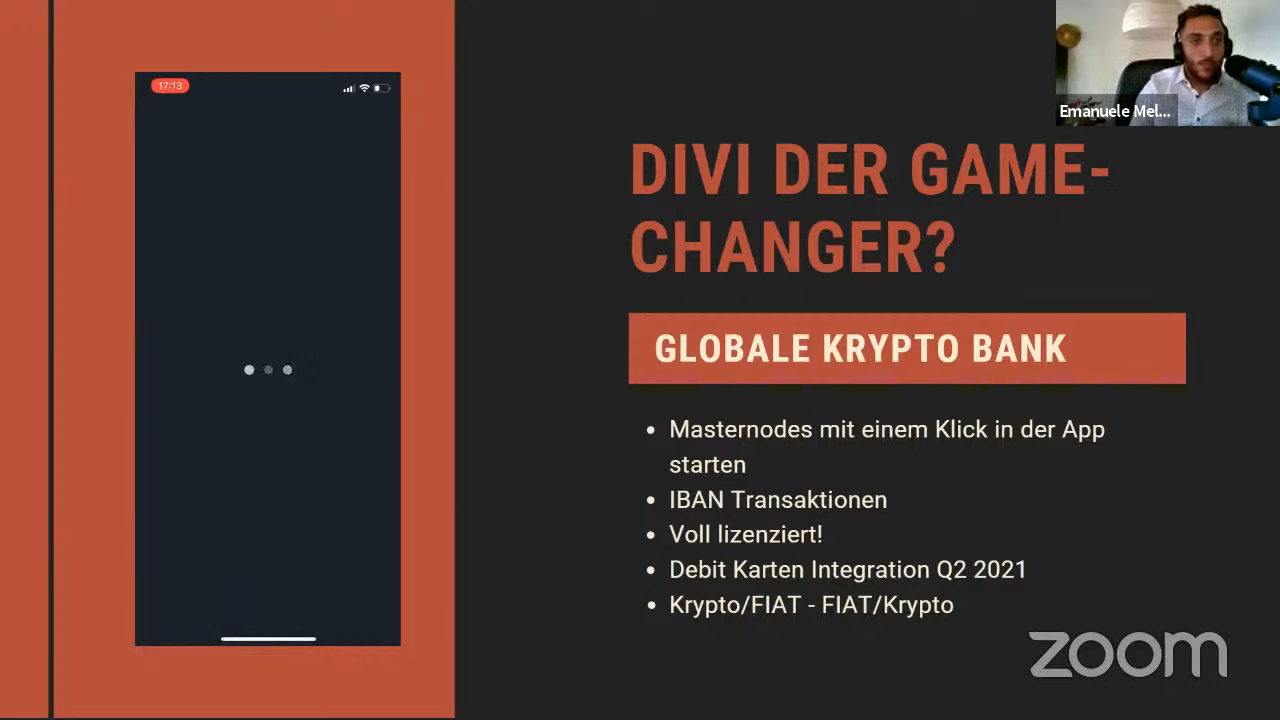 17:13
Emanuele Mel...
DIVI DER GAME-
CHANGER?
GLOBALE KRYPTO BANK
• Masternodes mit einem Klick in der App
starten
• IBAN Transaktionen
• Voll lizenziert!
• Debit Karten Integration Q2 2021
• Krypto/FIAT - FIAT/Krypto
zoom